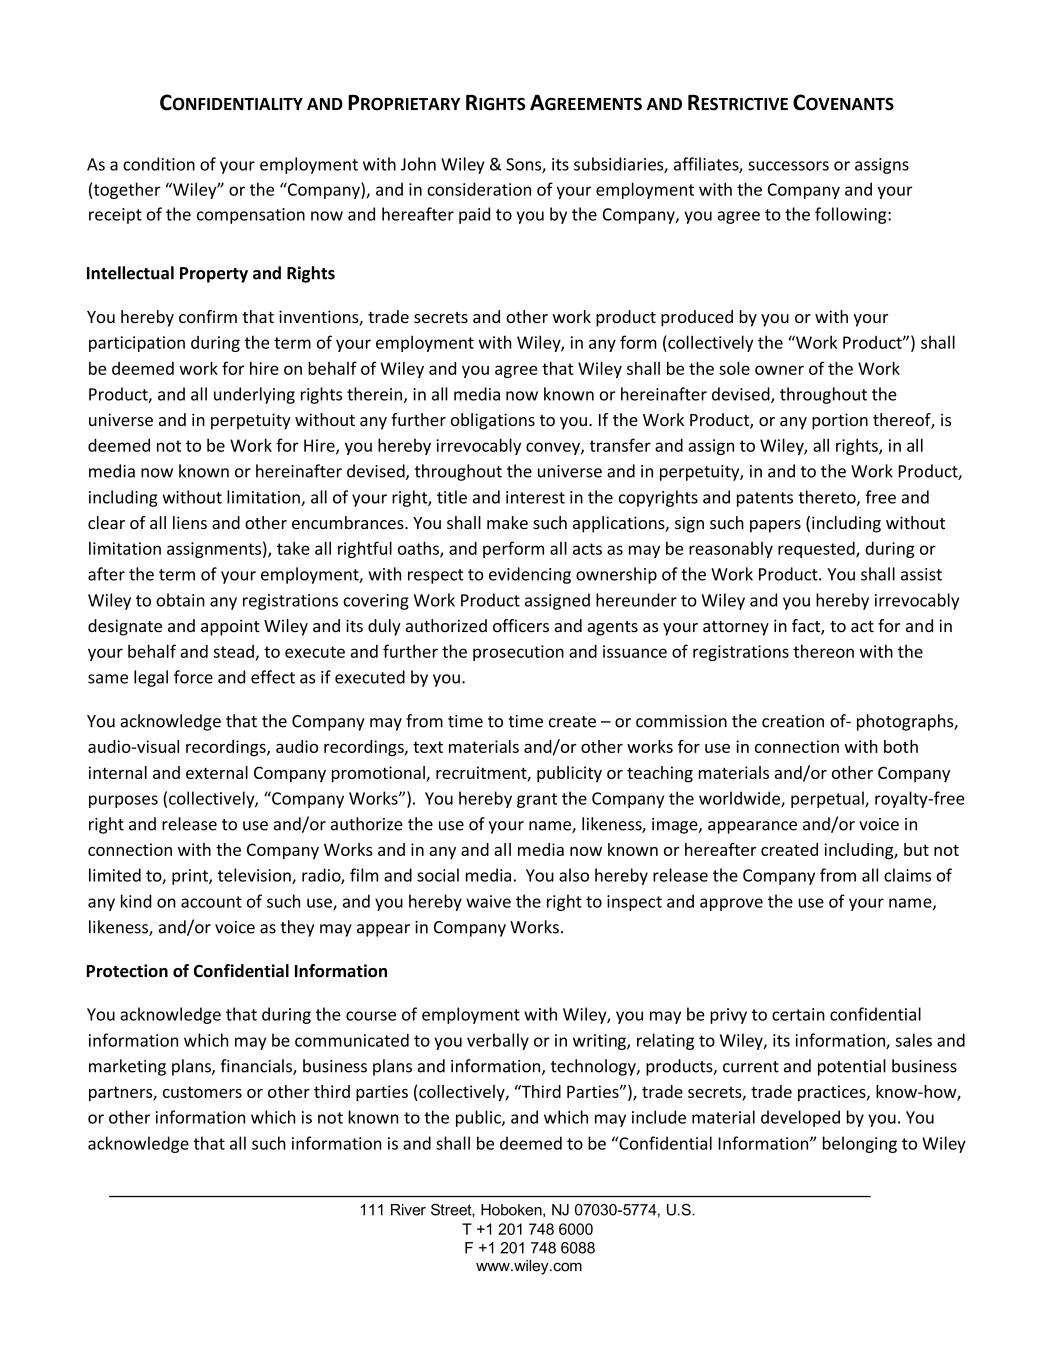 CONFIDENTIALITY AND PROPRIETARY RIGHTS AGREEMENTS AND RESTRICTIVE COVENANTS
As a condition of your employment with John Wiley & Sons, its subsidiaries, affiliates, successors or assigns
(together “Wiley” or the “Company), and in consideration of your employment with the Company and your
receipt of the compensation now and hereafter paid to you by the Company, you agree to the following:
Intellectual Property and Rights
You hereby confirm that inventions, trade secrets and other work product produced by you or with your
participation during the term of your employment with Wiley, in any form (collectively the “Work Product”) shall
be deemed work for hire on behalf of Wiley and you agree that Wiley shall be the sole owner of the Work
Product, and all underlying rights therein, in all media now known or hereinafter devised, throughout the
universe and in perpetuity without any further obligations to you. If the Work Product, or any portion thereof, is
deemed not to be Work for Hire, you hereby irrevocably convey, transfer and assign to Wiley, all rights, in all
media now known or hereinafter devised, throughout the universe and in perpetuity, in and to the Work Product,
including without limitation, all of your right, title and interest in the copyrights and patents thereto, free and
clear of all liens and other encumbrances. You shall make such applications, sign such papers (including without
limitation assignments), take all rightful oaths, and perform all acts as may be reasonably requested, during or
after the term of your employment, with respect to evidencing ownership of the Work Product. You shall assist
Wiley to obtain any registrations covering Work Product assigned hereunder to Wiley and you hereby irrevocably
designate and appoint Wiley and its duly authorized officers and agents as your attorney in fact, to act for and in
your behalf and stead, to execute and further the prosecution and issuance of registrations thereon with the
same legal force and effect as if executed by you.
You acknowledge that the Company may from time to time create – or commission the creation of- photographs,
audio-visual recordings, audio recordings, text materials and/or other works for use in connection with both
internal and external Company promotional, recruitment, publicity or teaching materials and/or other Company
purposes (collectively, “Company Works”).  You hereby grant the Company the worldwide, perpetual, royalty-free
right and release to use and/or authorize the use of your name, likeness, image, appearance and/or voice in
connection with the Company Works and in any and all media now known or hereafter created including, but not
limited to, print, television, radio, film and social media.  You also hereby release the Company from all claims of
any kind on account of such use, and you hereby waive the right to inspect and approve the use of your name,
likeness, and/or voice as they may appear in Company Works.
Protection of Confidential Information
You acknowledge that during the course of employment with Wiley, you may be privy to certain confidential
information which may be communicated to you verbally or in writing, relating to Wiley, its information, sales and
marketing plans, financials, business plans and information, technology, products, current and potential business
partners, customers or other third parties (collectively, “Third Parties”), trade secrets, trade practices, know-how,
or other information which is not known to the public, and which may include material developed by you. You
acknowledge that all such information is and shall be deemed to be “Confidential Information” belonging to Wiley
111 River Street, Hoboken, NJ 07030-5774, U.S.
T +1 201 748 6000
F +1 201 748 6088
www.wiley.com